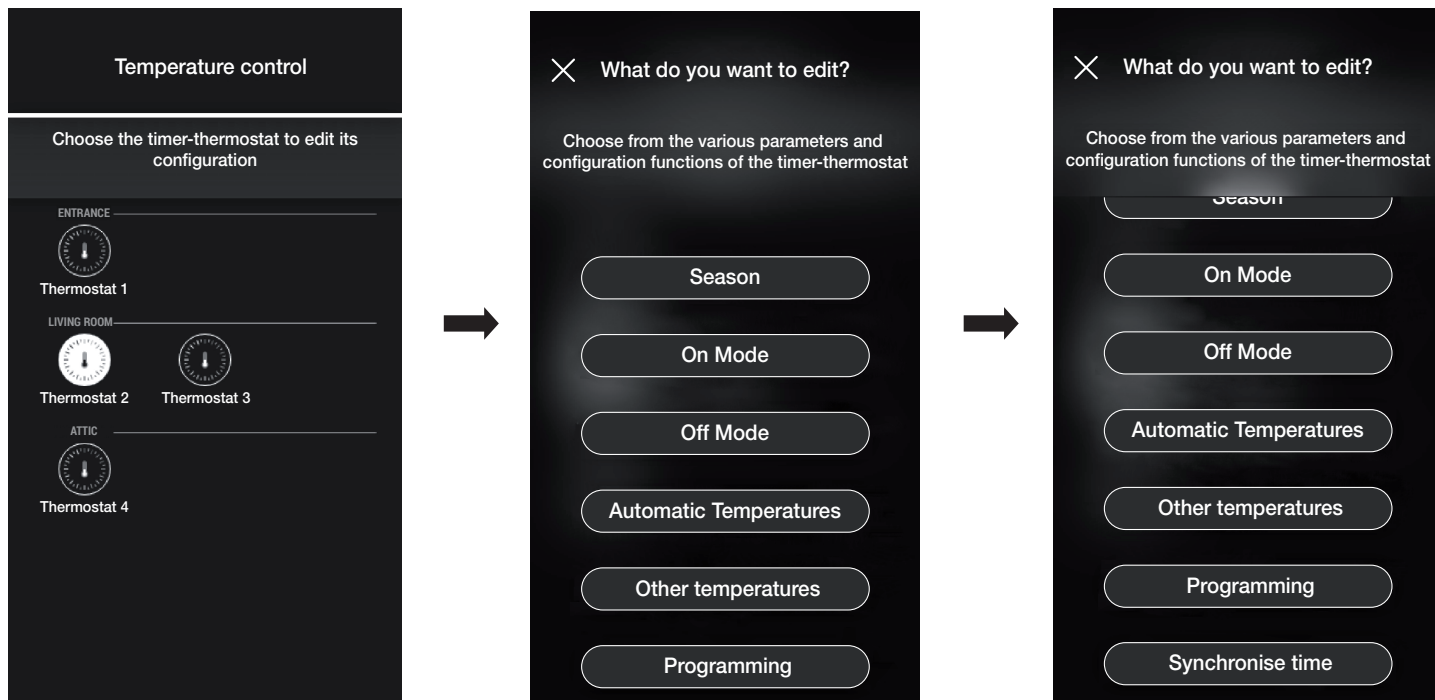 Temperature control
Choose the timer-thermostat to edit its
configuration
ENTRANCE
Thermostat 1
LIVING ROOM
Thermostat 2 Thermostat 3
ATTIC
Thermostat 4
What do you want to edit?
Choose from the various parameters and
configuration functions of the timer-thermostat
Season
On Mode
Off Mode
Automatic Temperatures
Other temperatures
Programming
What do you want to edit?
Choose from the various parameters and
configuration functions of the timer-thermostat
Season
On Mode
Off Mode
Automatic Temperatures
Other temperatures
Programming
Synchronise time